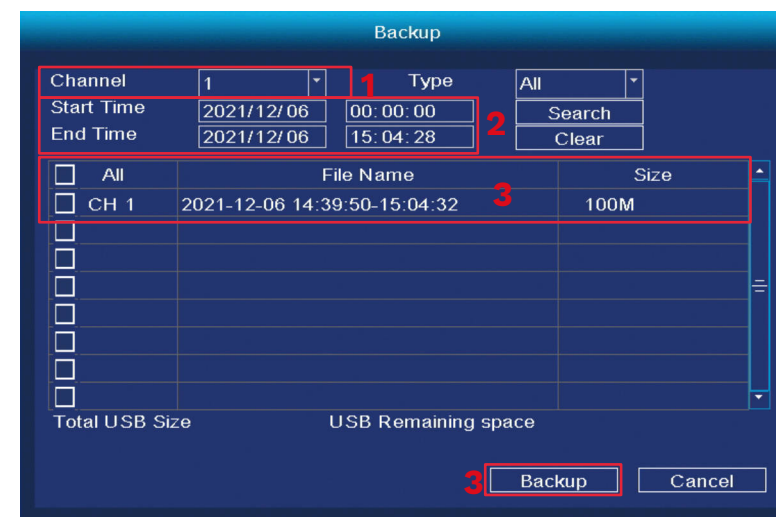 Backup
Channel 1 1 Type All
Start Time 2021/12/06 00:00:00 2 Search
End Time 2021/12/06 15:04:28 Clear
All File Name Size
CH 1 2021-12-06 14:39:50-15:04:32 3 100M
Total USB Size USB Remaining space
3 Backup Cancel